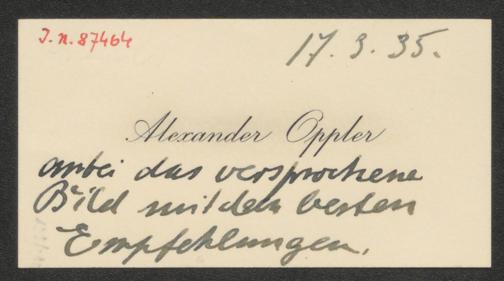 J.N.87464
17.3.35.
Alexander Oppler
anbei das versprochene
Bild mit den besten
Empfehlungen.